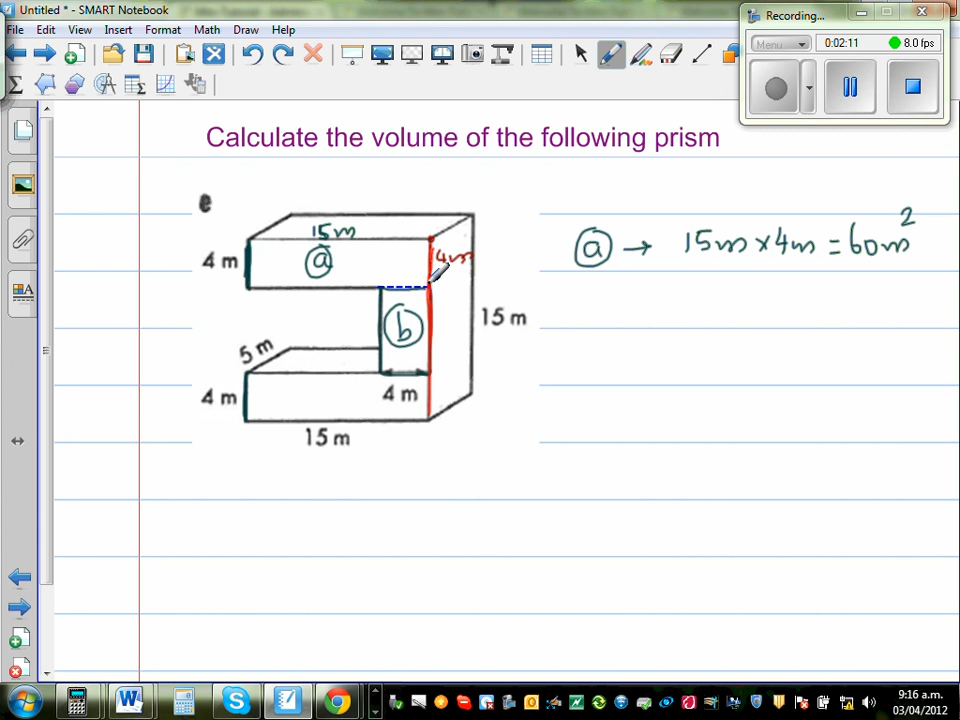 Untitled * - SMART Notebook
File Edit View Insert Format Math Draw Help
Recording...
Menu
0:02:11
8.0 fps
Calculate the volume of the following prism
e
15m
4 m
a
4m
a → 15m × 4m = 60m²
b
15 m
5 m
4 m
4 m
15 m
9:16 a.m.
03/04/2012